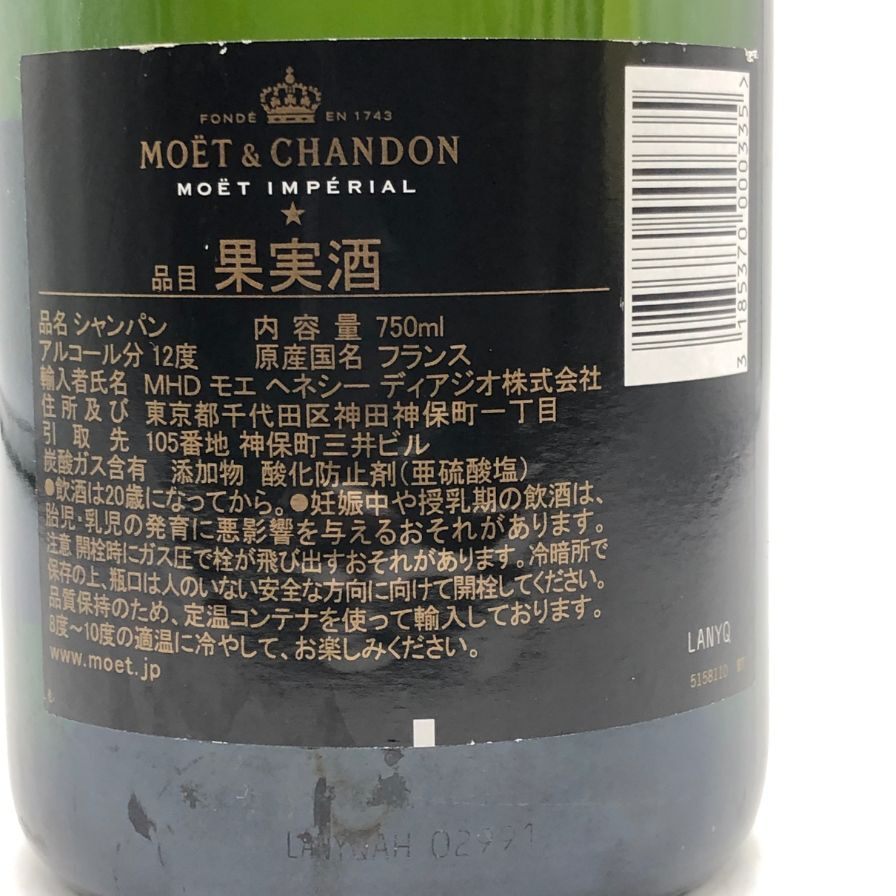 FONDÉ EN 1743
MOËT & CHANDON
MOËT IMPÉRIAL
品目 果実酒
品名 シャンパン 内容量 750ml
アルコール分 12度 原産国名 フランス
輸入者氏名 MHD モエ ヘネシー ディアジオ株式会社
住所及び 東京都千代田区神田神保町一丁目
引取先 105番地 神保町三井ビル
炭酸ガス含有 添加物 酸化防止剤(亜硫酸塩)
●飲酒は20歳になってから。●妊娠中や授乳期の飲酒は、
胎児・乳児の発育に悪影響を与えるおそれがあります。
注意 開栓時にガス圧で栓が飛び出すおそれがあります。冷暗所で
保存の上、瓶口は人のいない安全な方向に向けて開栓してください。
品質保持のため、定温コンテナを使って輸入しております。
8度〜10度の適温に冷やして、お楽しみください。
www.moet.jp
3 185370 000335 >
LANYQ
5158110
LANYQAH 02991